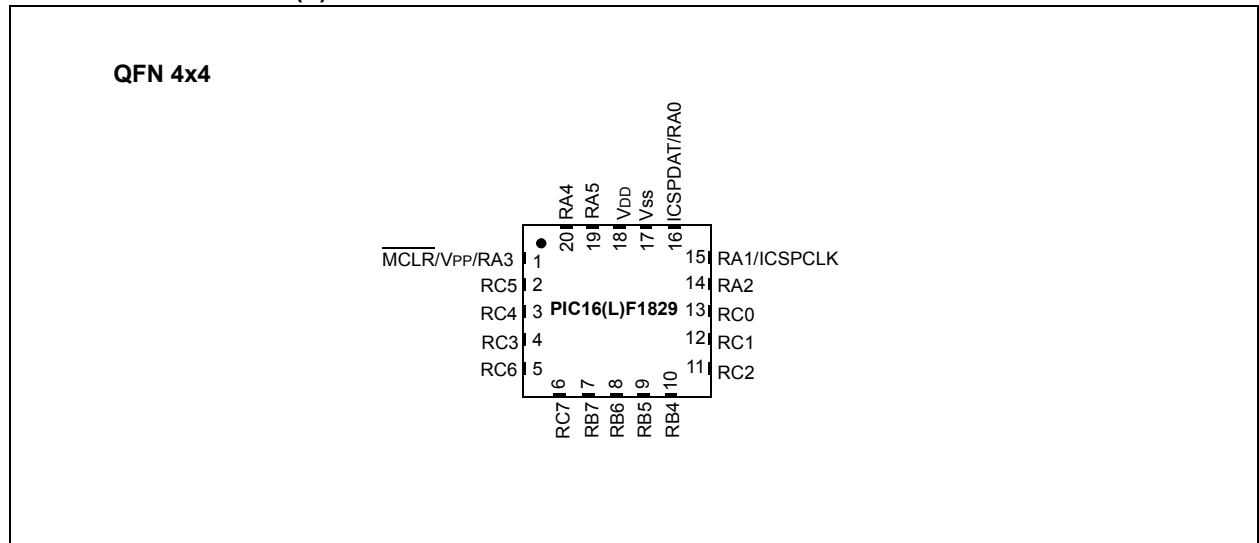 QFN 4x4
20 RA4
19 RA5
18 VDD
17 Vss
16 ICSPDAT/RA0
MCLR/VPP/RA3 1
RC5 2
RC4 3
RC3 4
RC6 5
PIC16(L)F1829
15 RA1/ICSPCLK
14 RA2
13 RC0
12 RC1
11 RC2
6 RC7
7 RB7
8 RB6
9 RB5
10 RB4